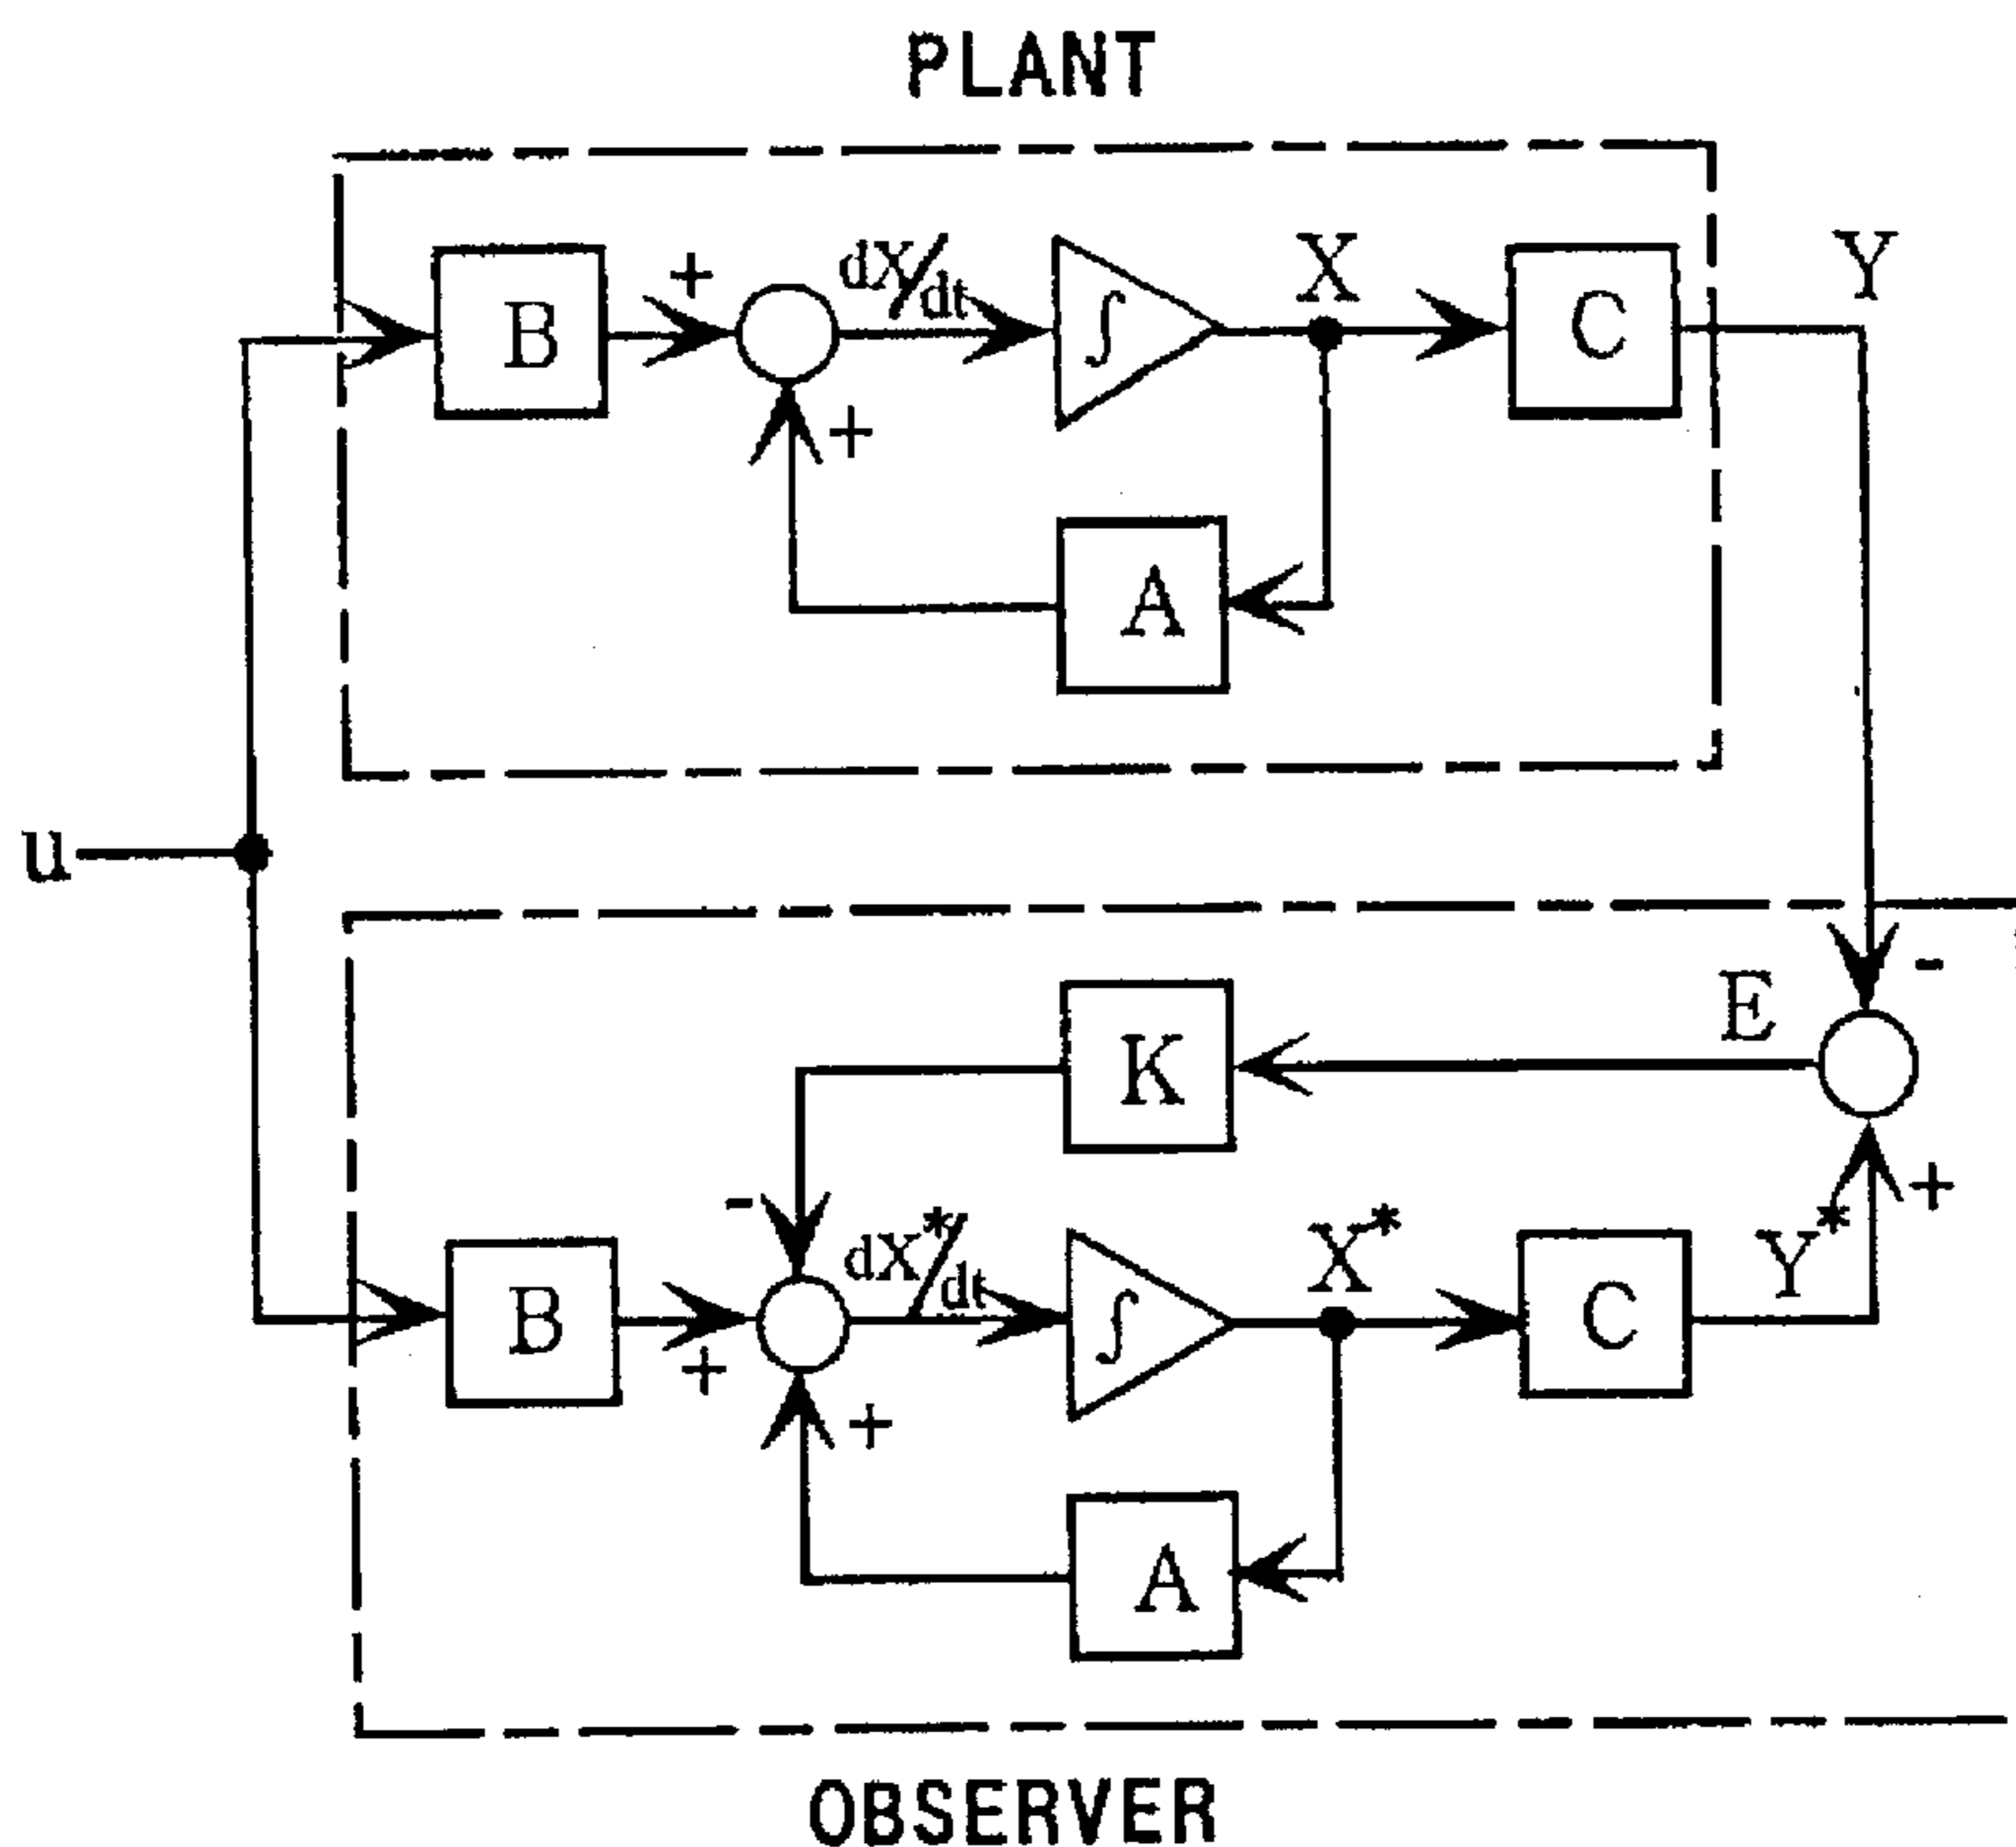 PLANT
+ dX/dt X Y
B ∫ C
+
A
u
-
E
K
- dX*/dt X* Y* +
B ∫ C
+
+
A
OBSERVER